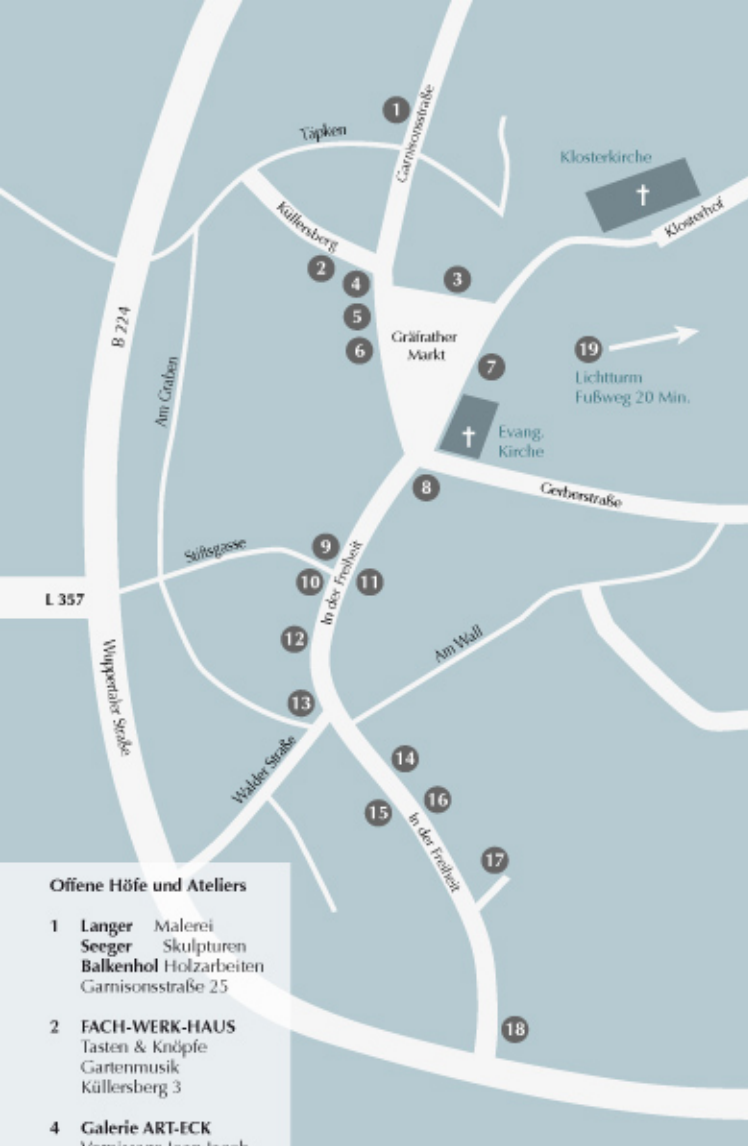 1
Garnisonsstraße
Täpken
Klosterkirche
Klosterhof
Küllersberg
2
4
3
5
6
Gräfrather
Markt
7
19
Lichtturm
Fußweg 20 Min.
B 224
Am Graben
Evang.
Kirche
8
Gerberstraße
Stiftsgasse
9
10
11
In der Freiheit
L 357
12
Am Wall
Wuppertaler Straße
13
Walder Straße
14
15
16
In der Freiheit
17
18
Offene Höfe und Ateliers
1 Langer Malerei
Seeger Skulpturen
Balkenhol Holzarbeiten
Garnisonsstraße 25
2 FACH-WERK-HAUS
Tasten & Knöpfe
Gartenmusik
Küllersberg 3
4 Galerie ART-ECK